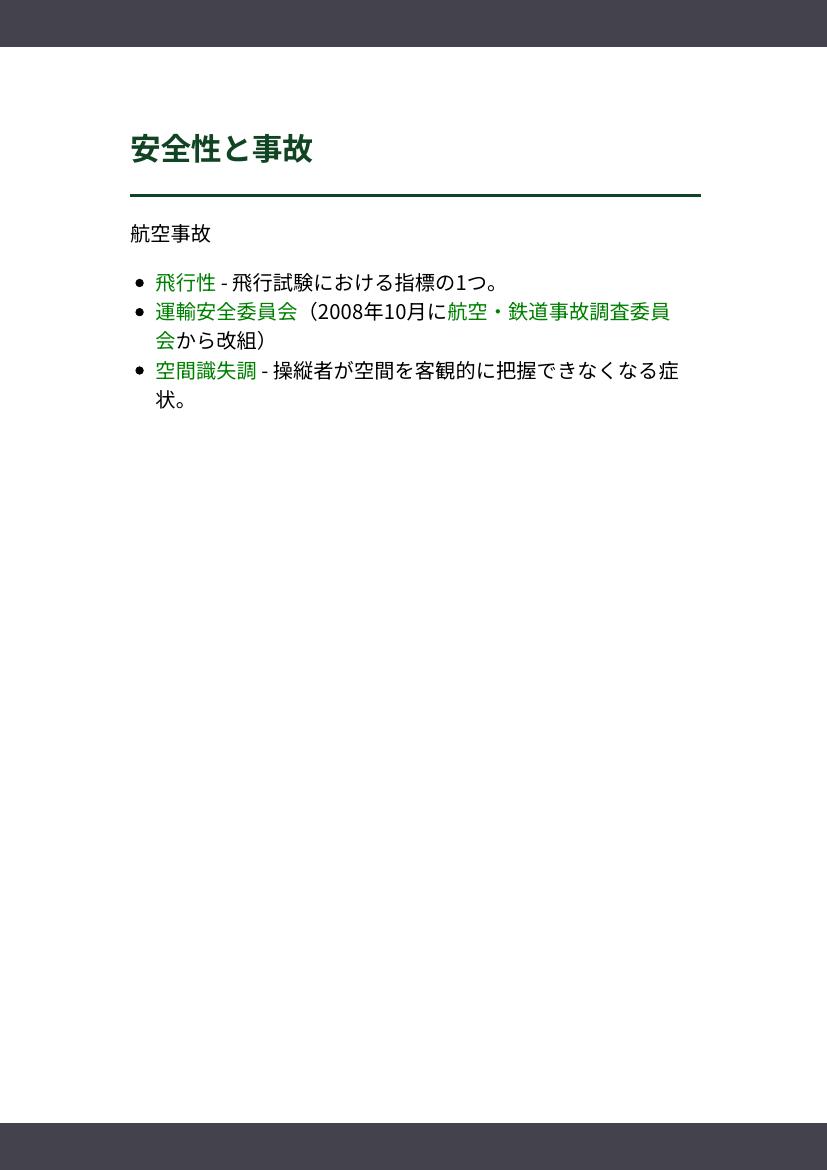 安全性と事故
航空事故
飛行性 - 飛行試験における指標の1つ。
運輸安全委員会（2008年10月に航空・鉄道事故調査委員
会から改組）
空間識失調 - 操縦者が空間を客観的に把握できなくなる症
状。